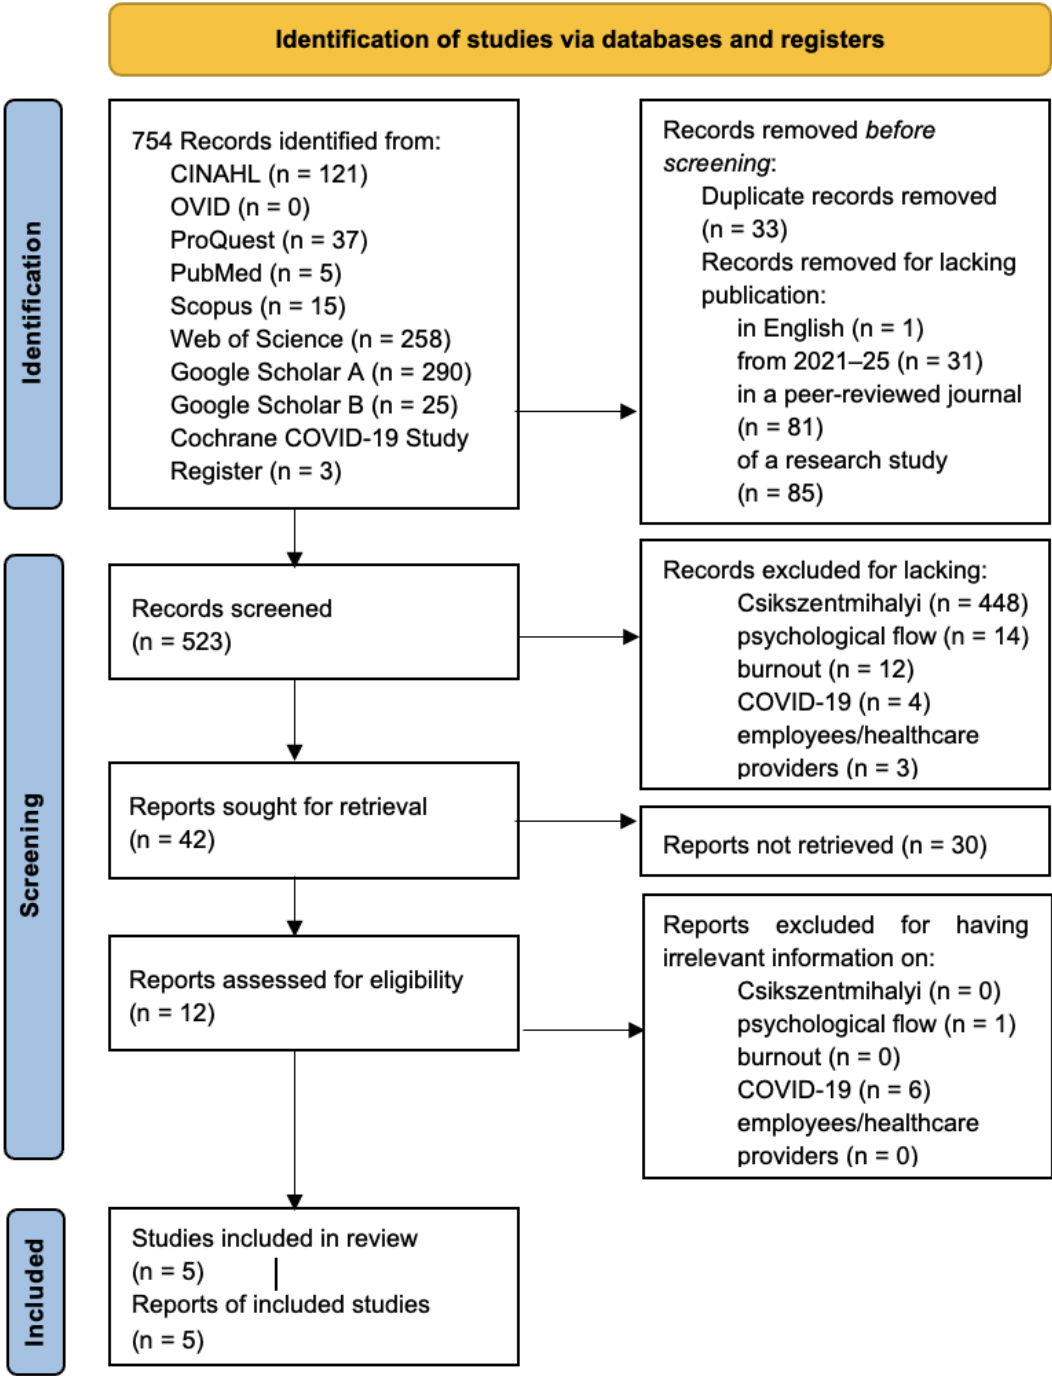 Identification of studies via databases and registers
Identification
754 Records identified from:
CINAHL (n = 121)
OVID (n = 0)
ProQuest (n = 37)
PubMed (n = 5)
Scopus (n = 15)
Web of Science (n = 258)
Google Scholar A (n = 290)
Google Scholar B (n = 25)
Cochrane COVID-19 Study
Register (n = 3)
Records removed before
screening:
Duplicate records removed
(n = 33)
Records removed for lacking
publication:
in English (n = 1)
from 2021–25 (n = 31)
in a peer-reviewed journal
(n = 81)
of a research study
(n = 85)
Screening
Records screened
(n = 523)
Records excluded for lacking:
Csikszentmihalyi (n = 448)
psychological flow (n = 14)
burnout (n = 12)
COVID-19 (n = 4)
employees/healthcare
providers (n = 3)
Reports sought for retrieval
(n = 42)
Reports not retrieved (n = 30)
Reports assessed for eligibility
(n = 12)
Reports excluded for having
irrelevant information on:
Csikszentmihalyi (n = 0)
psychological flow (n = 1)
burnout (n = 0)
COVID-19 (n = 6)
employees/healthcare
providers (n = 0)
Included
Studies included in review
(n = 5)
Reports of included studies
(n = 5)